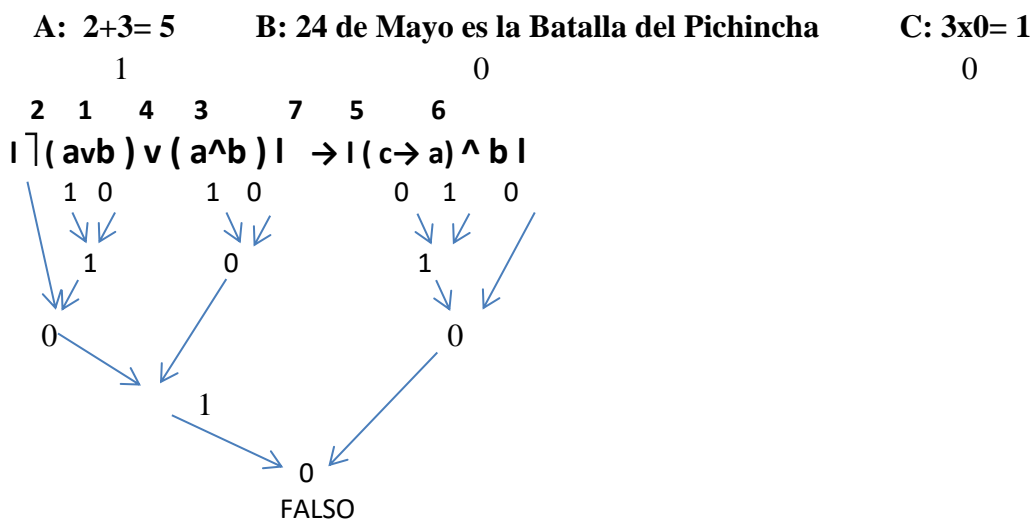 A: 2+3= 5 B: 24 de Mayo es la Batalla del Pichincha C: 3x0= 1
1 0 0
2 1 4 3 7 5 6
l ⏋( avb ) v ( a^b ) l → l ( c→ a) ^ b l
1 0 1 0 0 1 0
1 0 1
0 0
1
0
FALSO